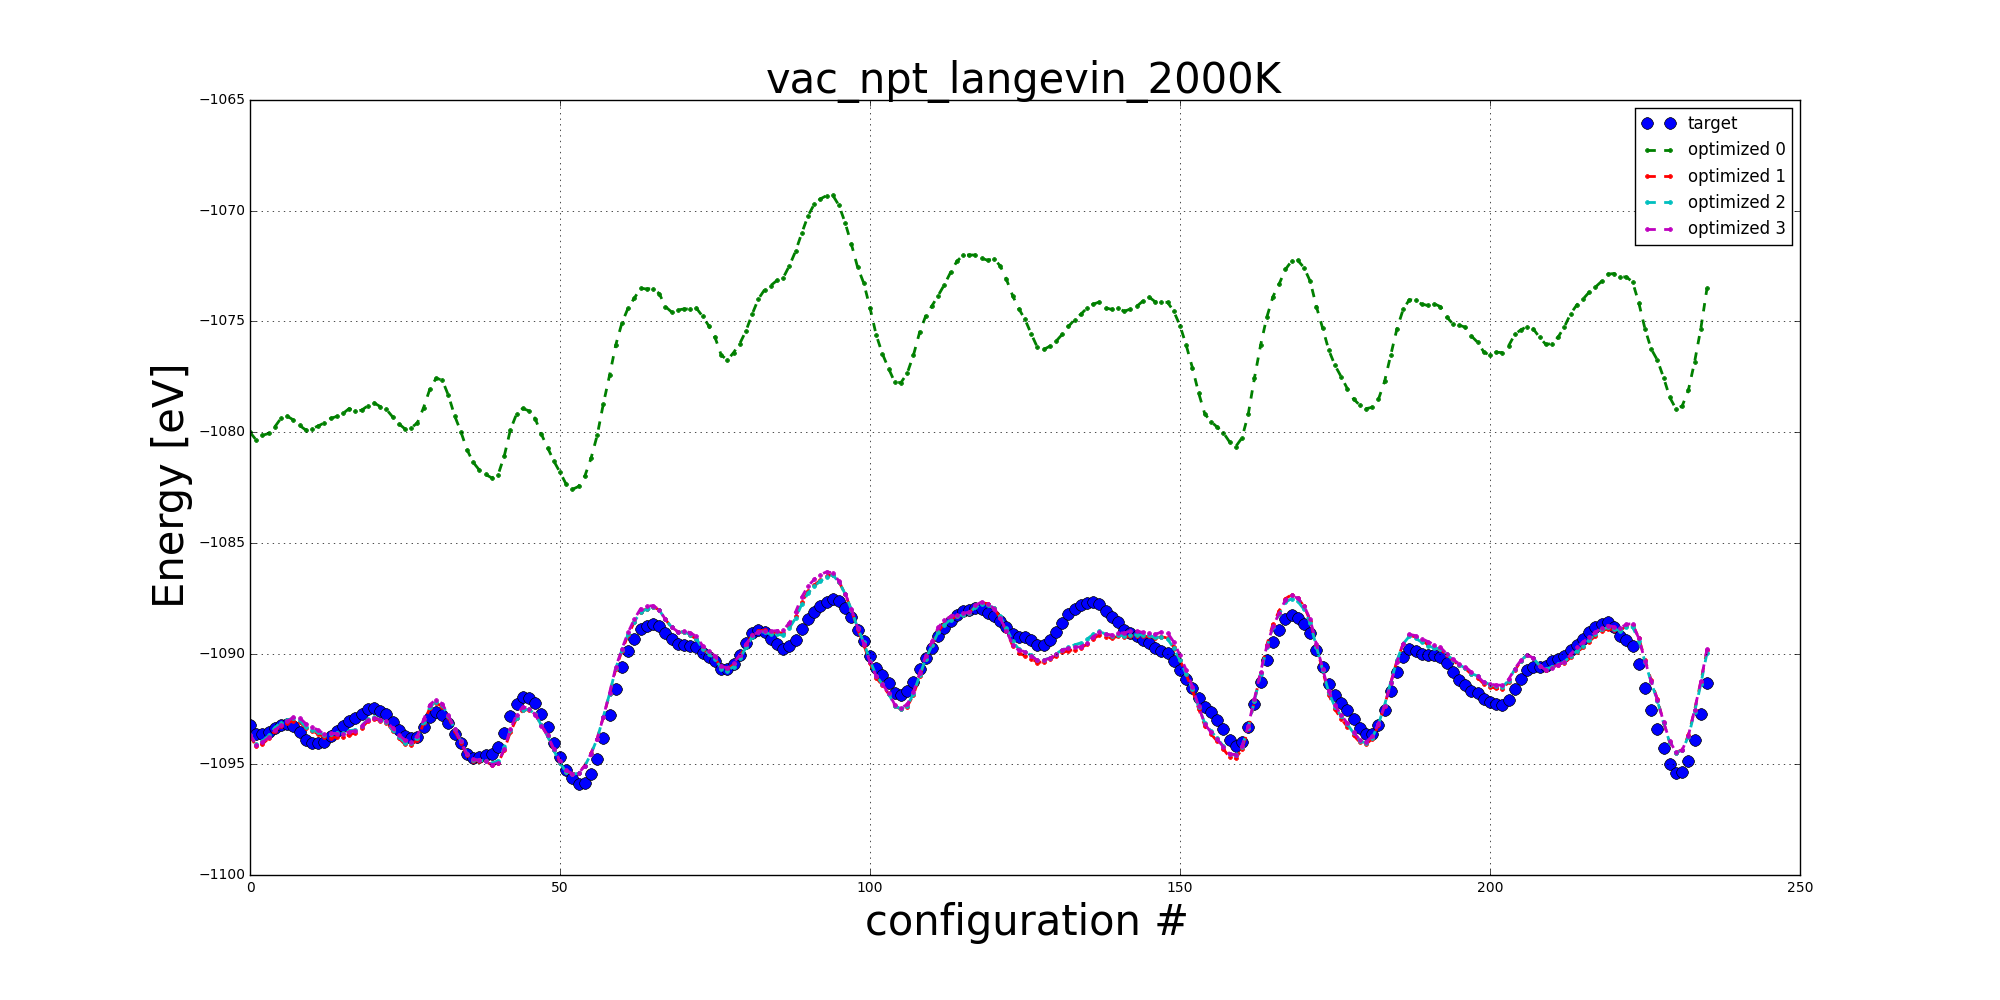 vac_npt_langevin_2000K
−1065
−1070
−1075
−1080
−1085
−1090
−1095
−1100
Energy [eV]
target
optimized 0
optimized 1
optimized 2
optimized 3
0
50
100
150
200
250
configuration #